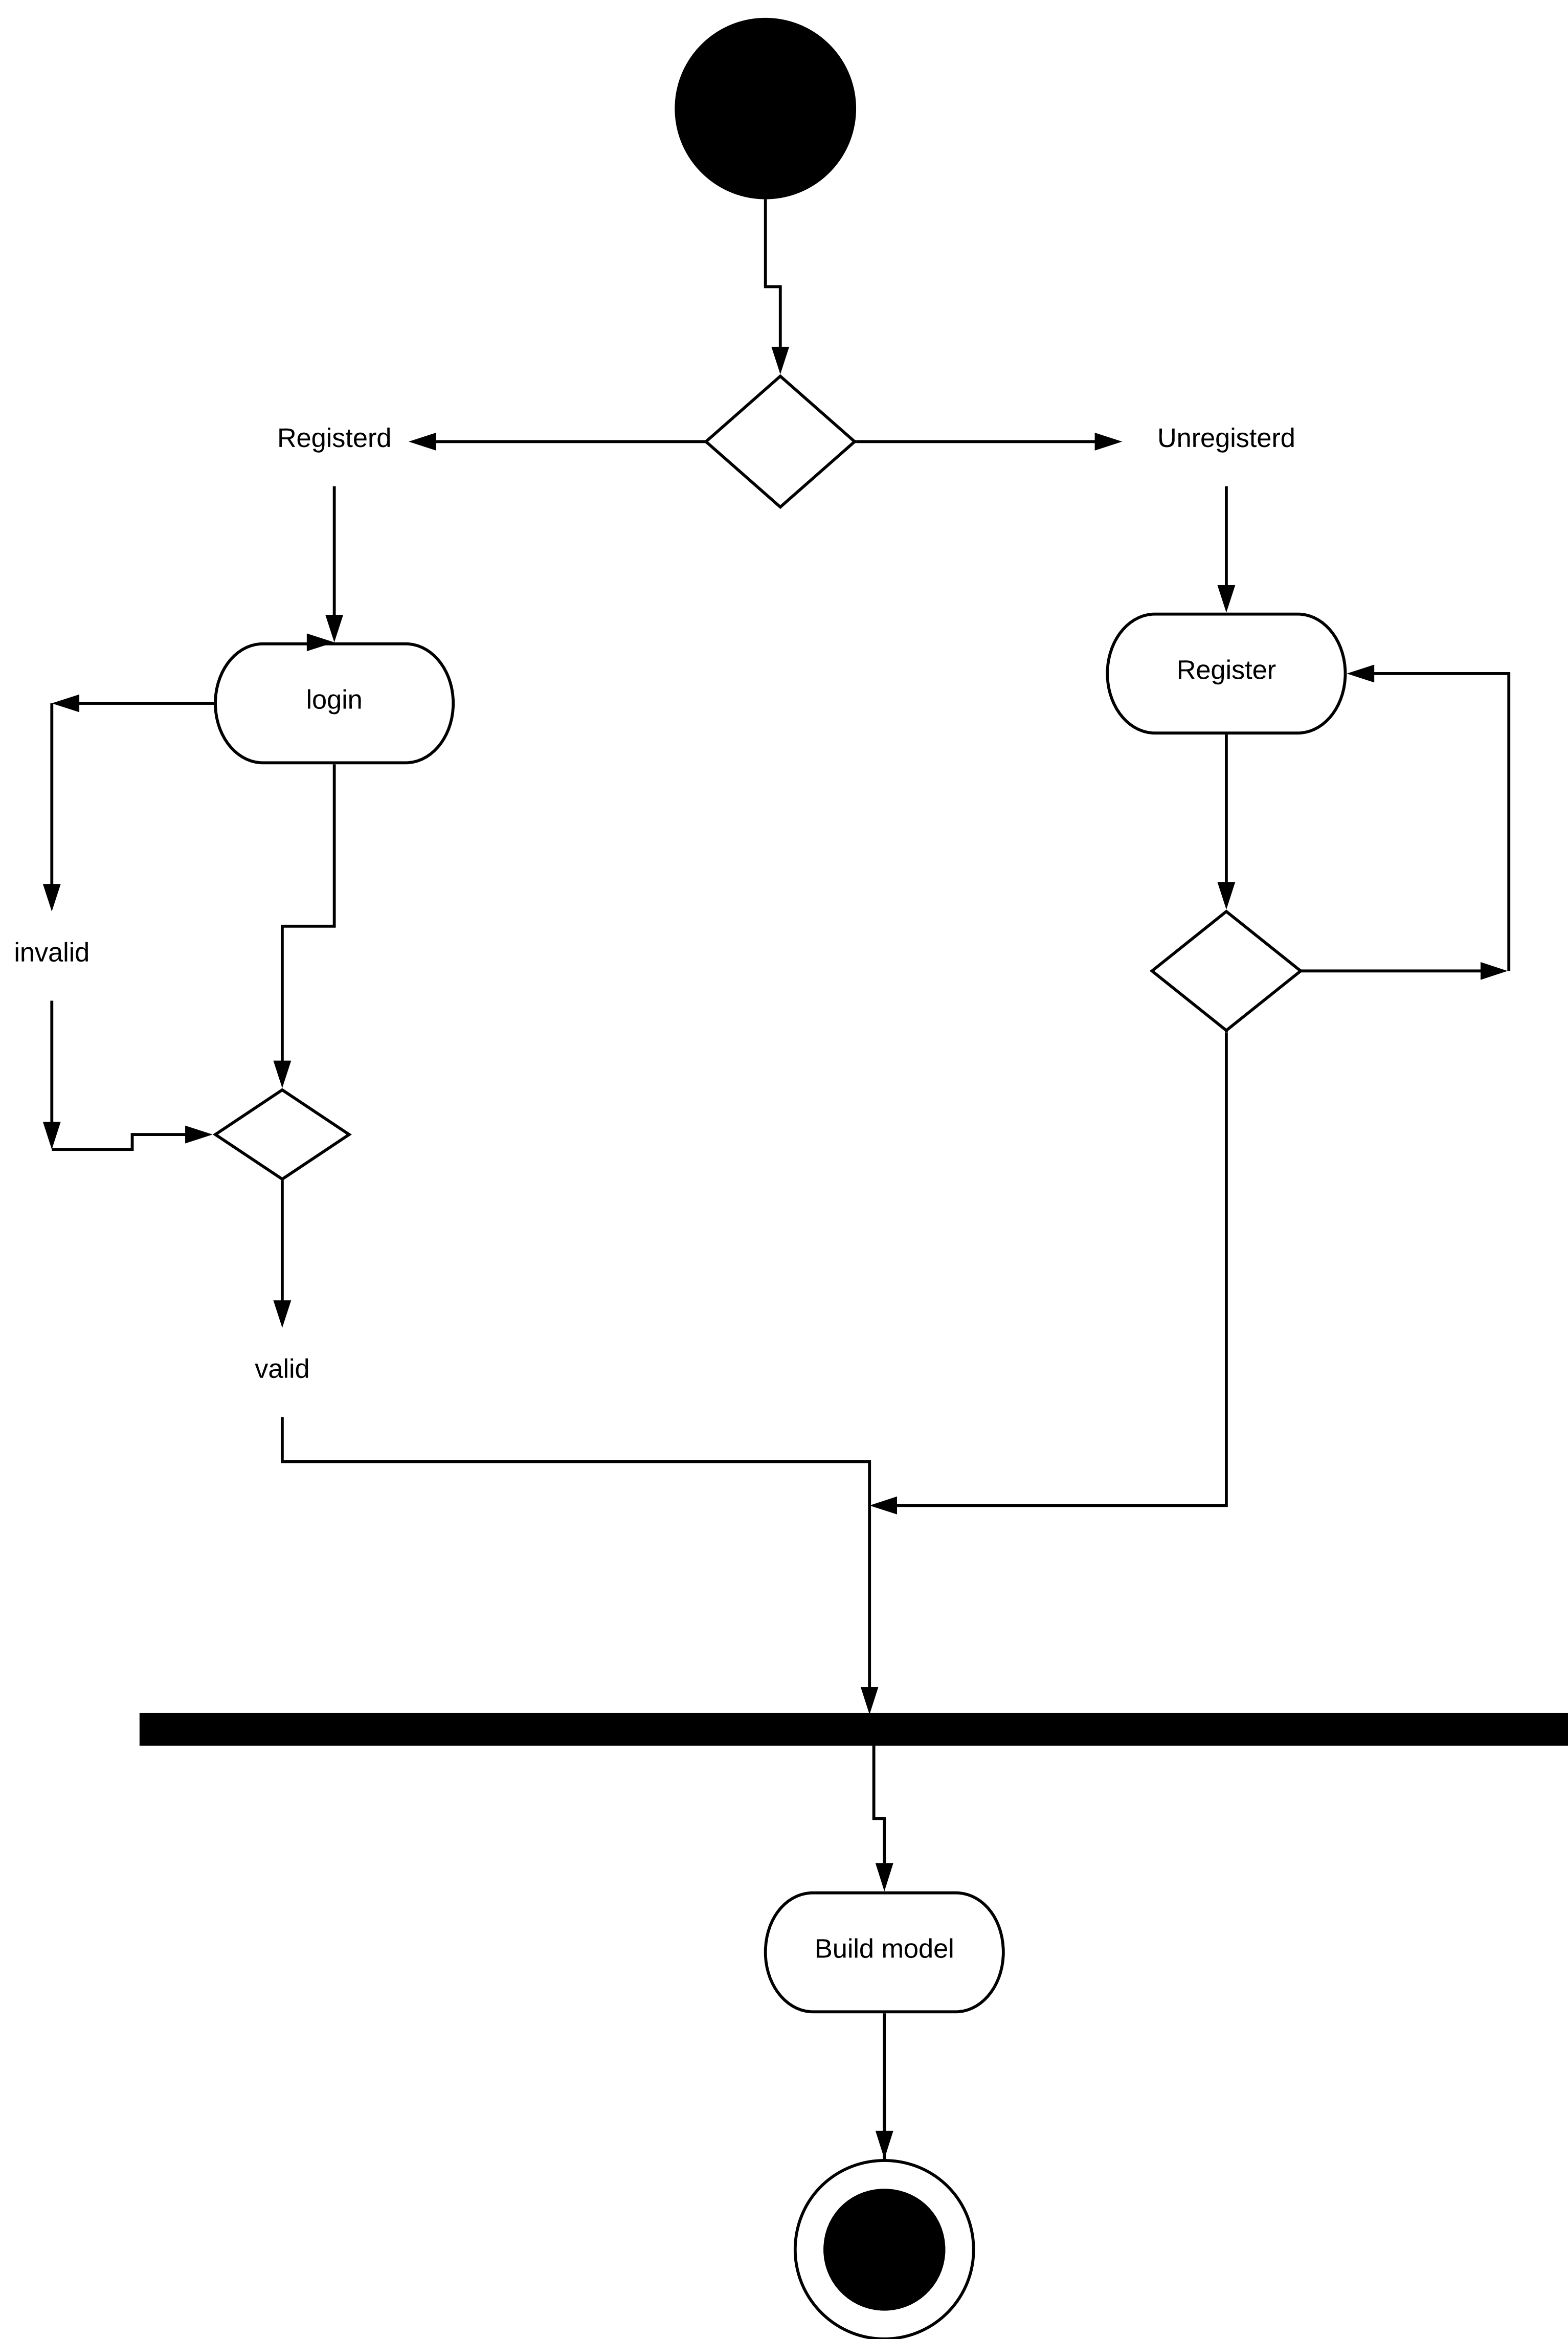 Registerd
Unregisterd
login
Register
invalid
valid
Build model